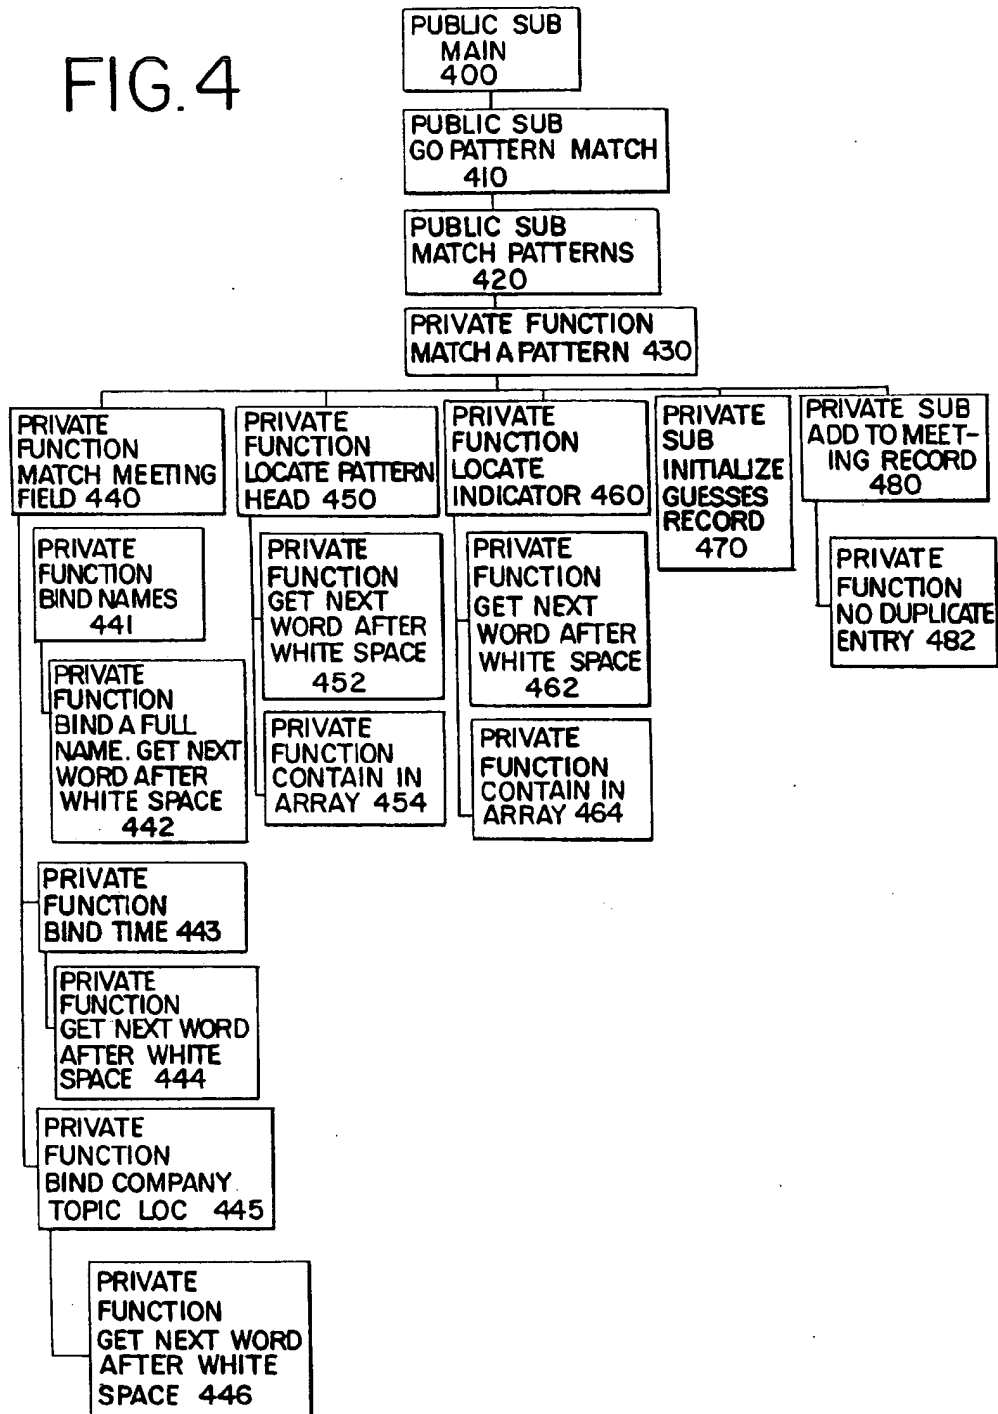 FIG. 4
PUBLIC SUB
MAIN
400
PUBLIC SUB
GO PATTERN MATCH
410
PUBLIC SUB
MATCH PATTERNS
420
PRIVATE FUNCTION
MATCH A PATTERN 430
PRIVATE
FUNCTION
MATCH MEETING
FIELD 440
PRIVATE
FUNCTION
BIND NAMES
441
PRIVATE
FUNCTION
BIND A FULL
NAME. GET NEXT
WORD AFTER
WHITE SPACE
442
PRIVATE
FUNCTION
BIND TIME 443
PRIVATE
FUNCTION
GET NEXT WORD
AFTER WHITE
SPACE 444
PRIVATE
FUNCTION
BIND COMPANY
TOPIC LOC 445
PRIVATE
FUNCTION
GET NEXT WORD
AFTER WHITE
SPACE 446
PRIVATE
FUNCTION
LOCATE PATTERN
HEAD 450
PRIVATE
FUNCTION
GET NEXT
WORD AFTER
WHITE SPACE
452
PRIVATE
FUNCTION
CONTAIN IN
ARRAY 454
PRIVATE
FUNCTION
LOCATE
INDICATOR 460
PRIVATE
FUNCTION
GET NEXT
WORD AFTER
WHITE SPACE
462
PRIVATE
FUNCTION
CONTAIN IN
ARRAY 464
PRIVATE
SUB
INITIALIZE
GUESSES
RECORD
470
PRIVATE SUB
ADD TO MEET-
ING RECORD
480
PRIVATE
FUNCTION
NO DUPLICATE
ENTRY 482